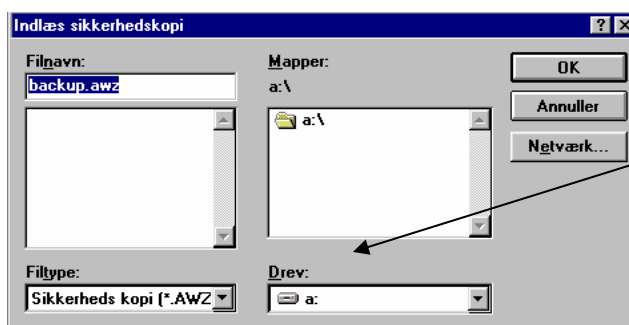 Indlæs sikkerhedskopi
Filnavn:
backup.awz
Mapper:
a:\
a:\
OK
Annuller
Netværk...
Filtype:
Sikkerheds kopi (*.AWZ
Drev:
a: